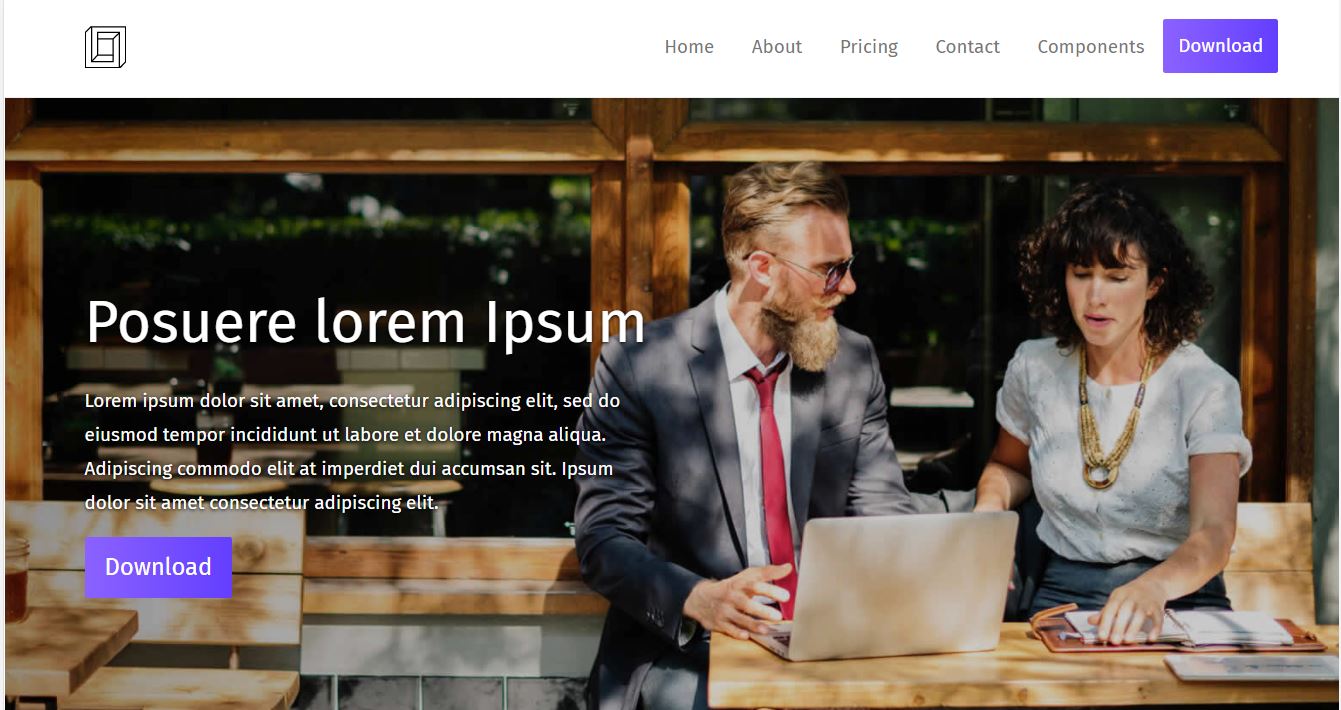 Home About Pricing Contact Components Download
Posuere lorem Ipsum
Lorem ipsum dolor sit amet, consectetur adipiscing elit, sed do
eiusmod tempor incididunt ut labore et dolore magna aliqua.
Adipiscing commodo elit at imperdiet dui accumsan sit. Ipsum
dolor sit amet consectetur adipiscing elit.
Download